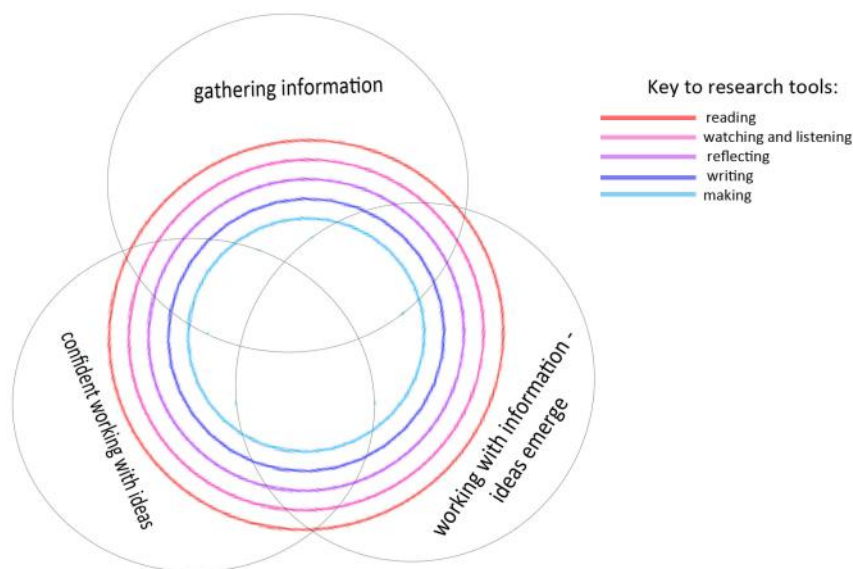 gathering information
confident working with ideas
working with information -
ideas emerge
Key to research tools:
reading
watching and listening
reflecting
writing
making